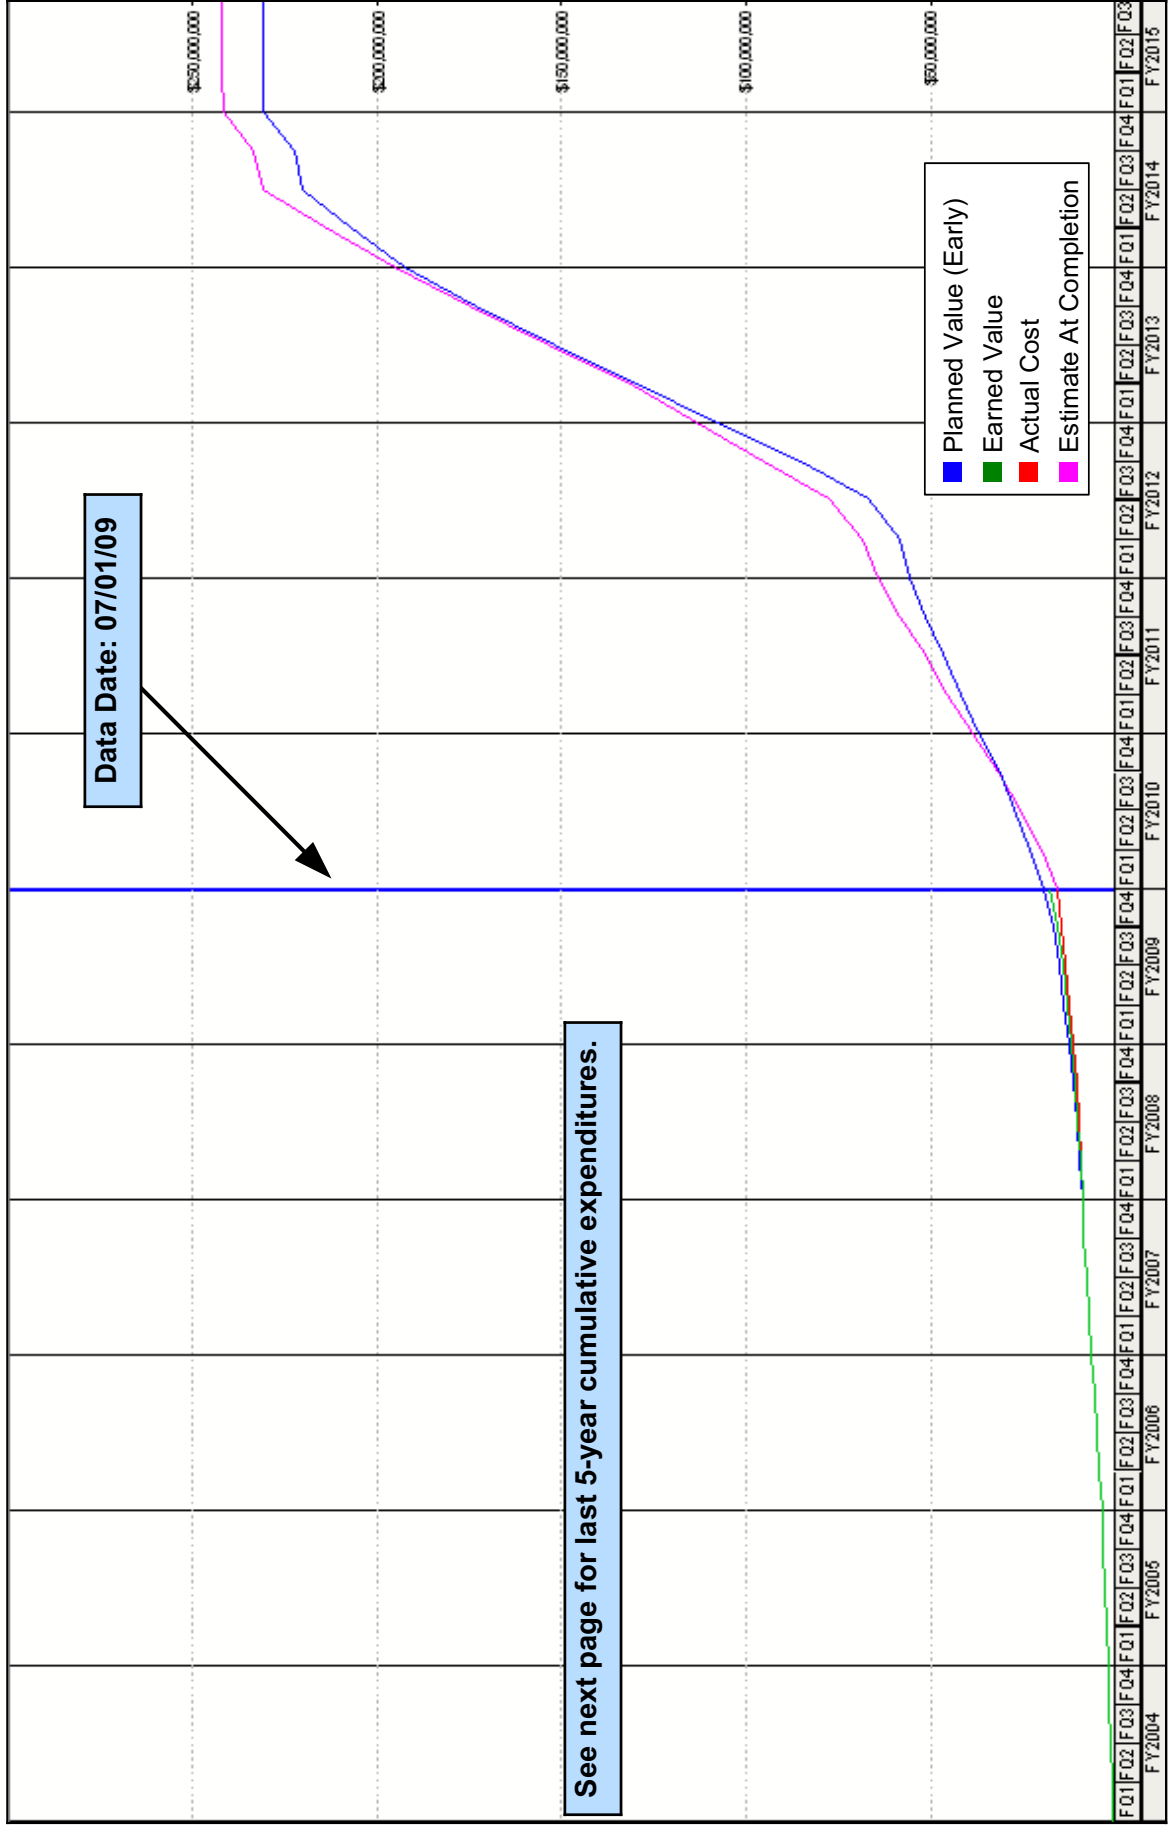 $250,000,000
$200,000,000
$150,000,000
$100,000,000
$50,000,000
Data Date: 07/01/09
See next page for last 5-year cumulative expenditures.
Planned Value (Early)
Earned Value
Actual Cost
Estimate At Completion
FQ1 FQ2 FQ3 FQ4 FQ1 FQ2 FQ3 FQ4 FQ1 FQ2 FQ3 FQ4 FQ1 FQ2 FQ3 FQ4 FQ1 FQ2 FQ3 FQ4 FQ1 FQ2 FQ3 FQ4 FQ1 FQ2 FQ3 FQ4 FQ1 FQ2 FQ3 FQ4 FQ1 FQ2 FQ3 FQ4 FQ1 FQ2 FQ3 FQ4 FQ1 FQ2 FQ3 FQ4 FQ1 FQ2 FQ3
FY2004 FY2005 FY2006 FY2007 FY2008 FY2009 FY2010 FY2011 FY2012 FY2013 FY2014 FY2015